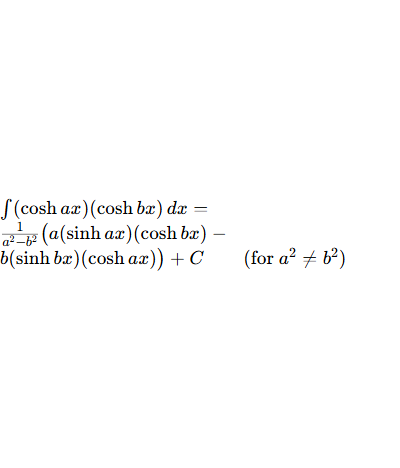 ∫(cosh ax)(cosh bx) dx =
1/(a²−b²) (a(sinh ax)(cosh bx) −
b(sinh bx)(cosh ax)) + C (for a² ≠ b²)